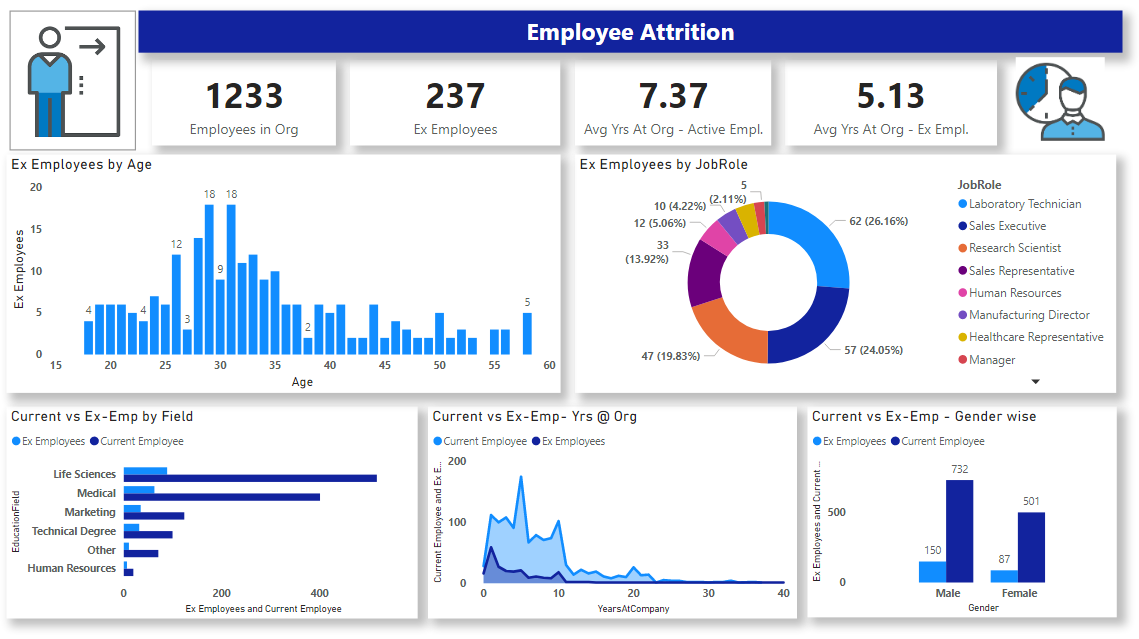 Employee Attrition
1233
Employees in Org
237
Ex Employees
7.37
Avg Yrs At Org - Active Empl.
5.13
Avg Yrs At Org - Ex Empl.
Ex Employees by Age
Ex Employees
20
15
10
5
0
4
4
12
3
18
9
18
2
5
15
20
25
30
35
40
45
50
55
60
Age
Ex Employees by JobRole
62 (26.16%)
57 (24.05%)
47 (19.83%)
33
(13.92%)
12 (5.06%)
10 (4.22%)
5
(2.11%)
JobRole
Laboratory Technician
Sales Executive
Research Scientist
Sales Representative
Human Resources
Manufacturing Director
Healthcare Representative
Manager
Current vs Ex-Emp by Field
Ex Employees
Current Employee
EducationField
Life Sciences
Medical
Marketing
Technical Degree
Other
Human Resources
0
200
400
Ex Employees and Current Employee
Current vs Ex-Emp- Yrs @ Org
Current Employee
Ex Employees
Current Employee and Ex E...
200
100
0
0
10
20
30
40
YearsAtCompany
Current vs Ex-Emp - Gender wise
Ex Employees
Current Employee
Ex Employees and Current ...
500
0
150
732
87
501
Male
Female
Gender